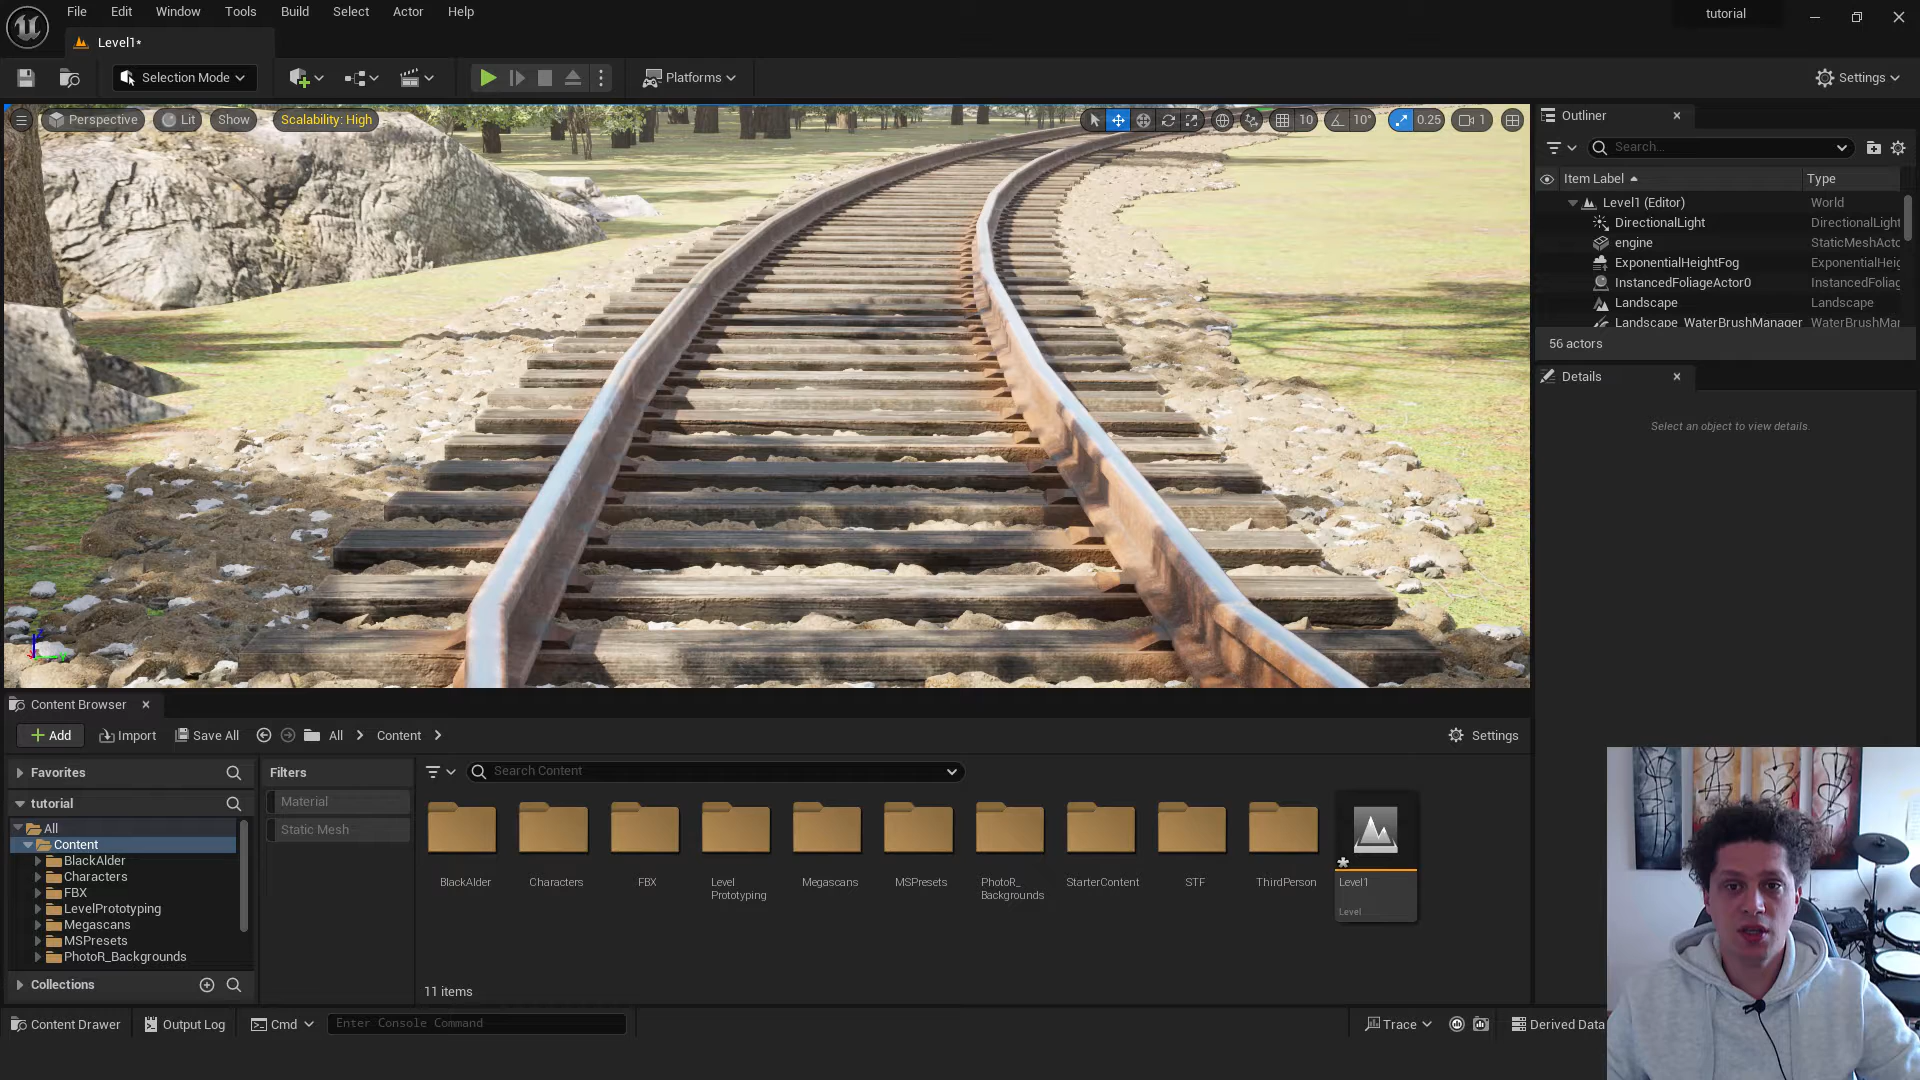 File Edit Window Tools Build Select Actor Help
tutorial
Level1*
Selection Mode
Platforms
Settings
Perspective Lit Show Scalability: High
10 10° 0.25 1
Outliner
Search...
Item Label Type
Level1 (Editor) World
DirectionalLight DirectionalLight
engine StaticMeshActo
ExponentialHeightFog ExponentialHeig
InstancedFoliageActor0 InstancedFoliag
Landscape Landscape
Landscape_WaterBrushManager WaterBrushMan
56 actors
Details
Select an object to view details.
Content Browser
Add Import Save All All Content Settings
Favorites
tutorial
All
Content
BlackAlder
Characters
FBX
LevelPrototyping
Megascans
MSPresets
PhotoR_Backgrounds
Collections
Filters
Material
Static Mesh
Search Content
BlackAlder
Characters
FBX
Level
Prototyping
Megascans
MSPresets
PhotoR_
Backgrounds
StarterContent
STF
ThirdPerson
Level1
Level
11 items
Content Drawer Output Log Cmd Enter Console Command Trace Derived Data